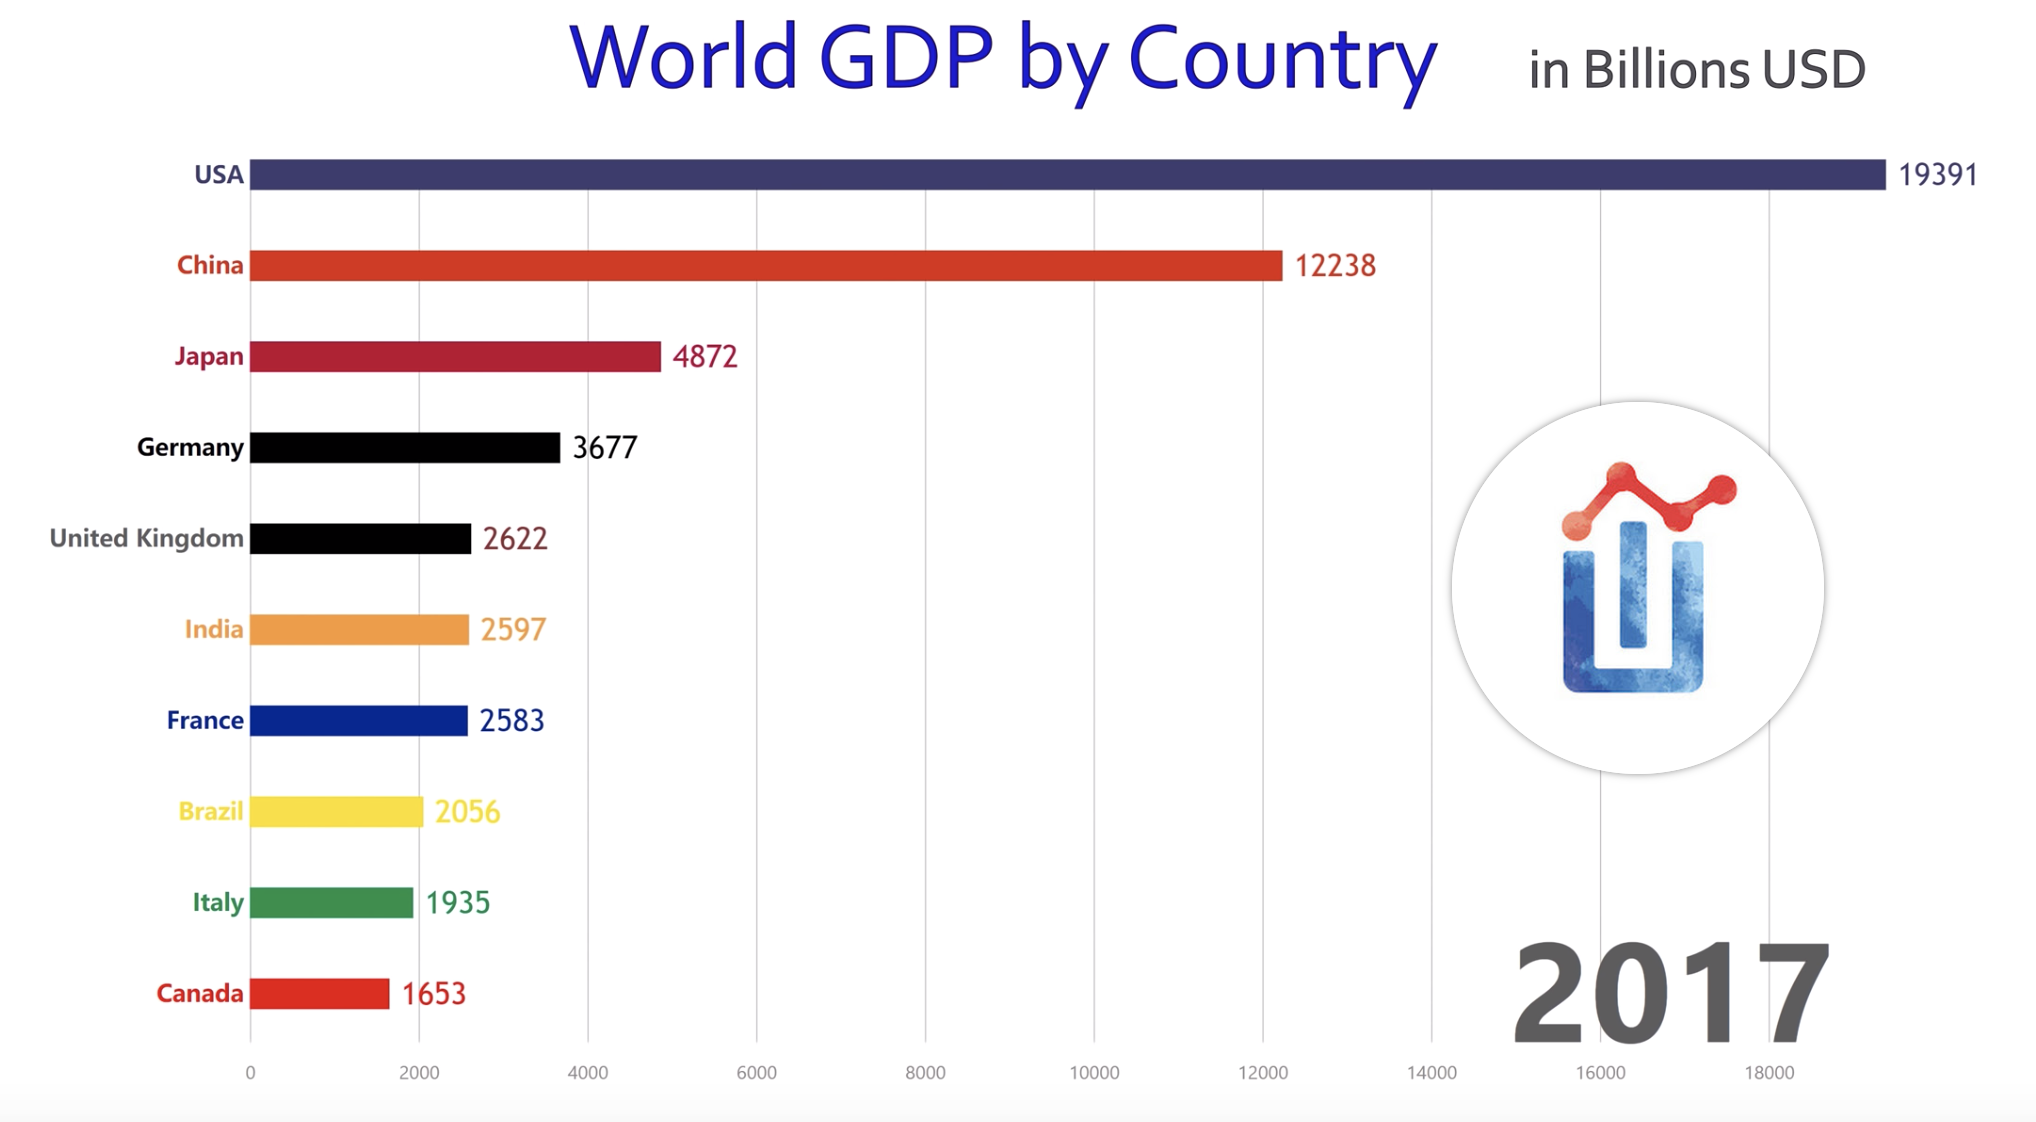 World GDP by Country in Billions USD
USA 19391
China 12238
Japan 4872
Germany 3677
United Kingdom 2622
India 2597
France 2583
Brazil 2056
Italy 1935
Canada 1653
2017
0 2000 4000 6000 8000 10000 12000 14000 16000 18000